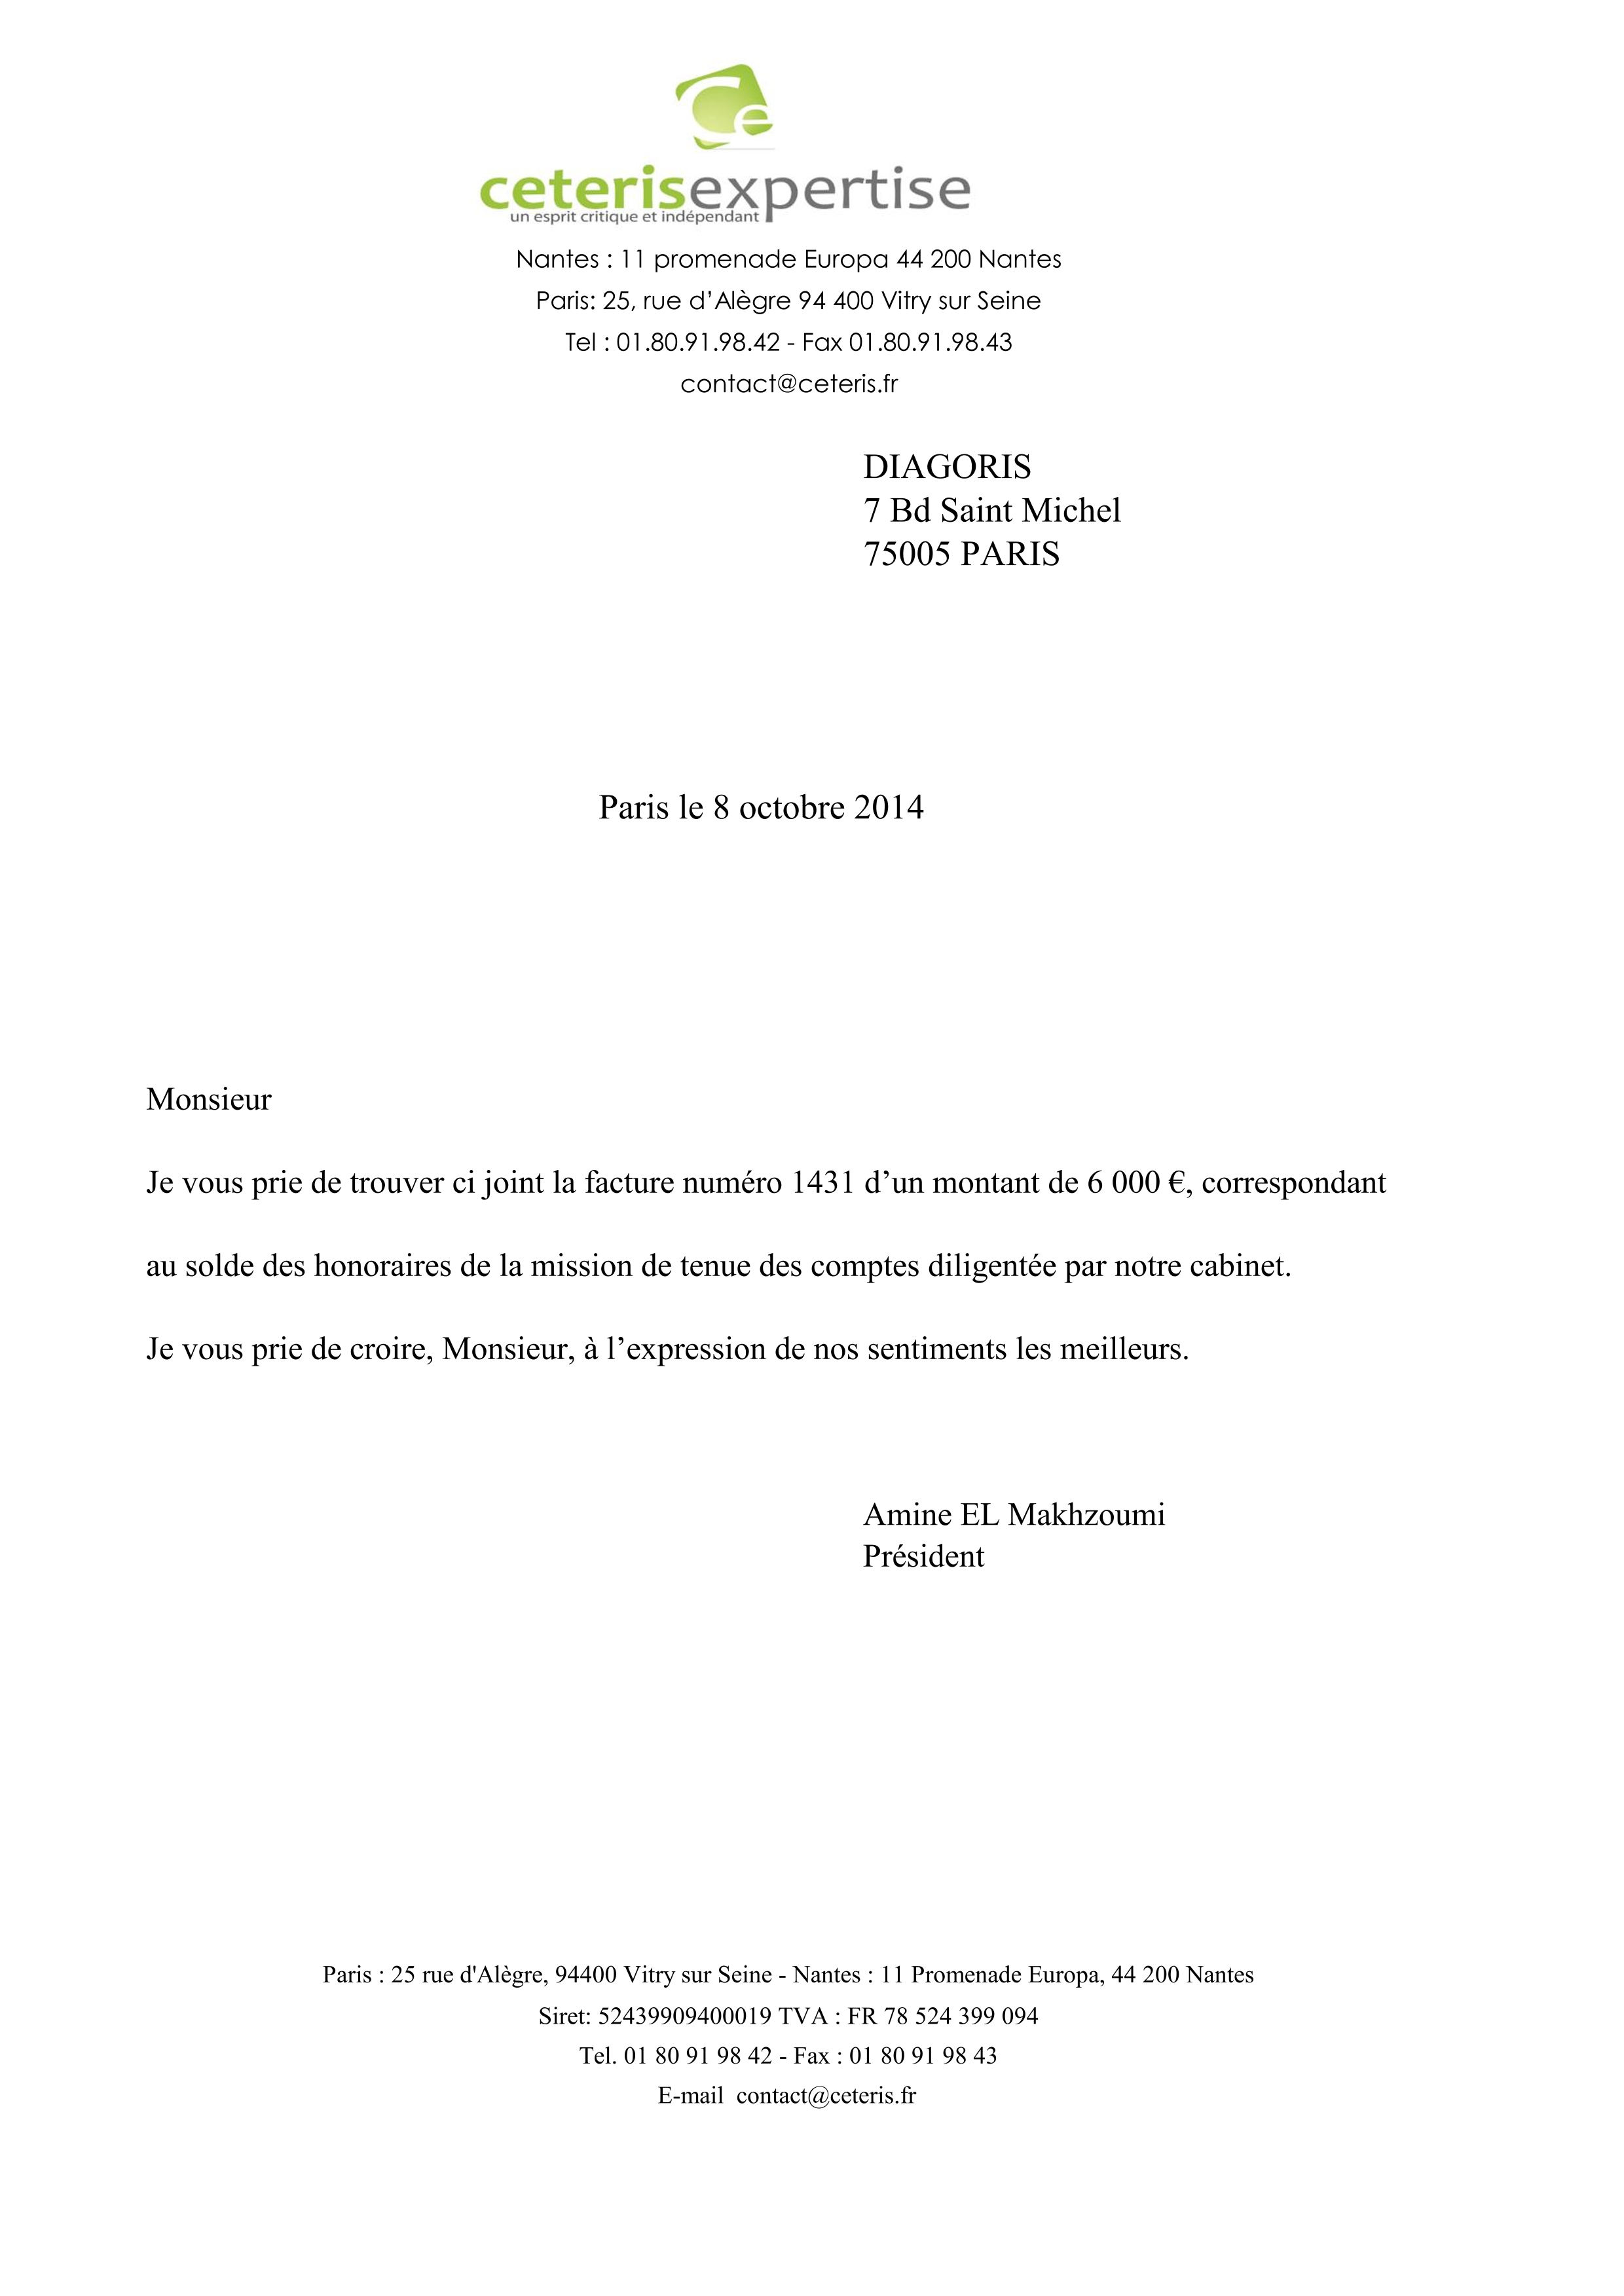 Ce
ceterisexpertise
un esprit critique et indépendant
Nantes : 11 promenade Europa 44 200 Nantes
Paris: 25, rue d’Alègre 94 400 Vitry sur Seine
Tel : 01.80.91.98.42 - Fax 01.80.91.98.43
contact@ceteris.fr
DIAGORIS
7 Bd Saint Michel
75005 PARIS
Paris le 8 octobre 2014
Monsieur
Je vous prie de trouver ci joint la facture numéro 1431 d’un montant de 6 000 €, correspondant
au solde des honoraires de la mission de tenue des comptes diligentée par notre cabinet.
Je vous prie de croire, Monsieur, à l’expression de nos sentiments les meilleurs.
Amine EL Makhzoumi
Président
Paris : 25 rue d'Alègre, 94400 Vitry sur Seine - Nantes : 11 Promenade Europa, 44 200 Nantes
Siret: 52439909400019 TVA : FR 78 524 399 094
Tel. 01 80 91 98 42 - Fax : 01 80 91 98 43
E-mail  contact@ceteris.fr